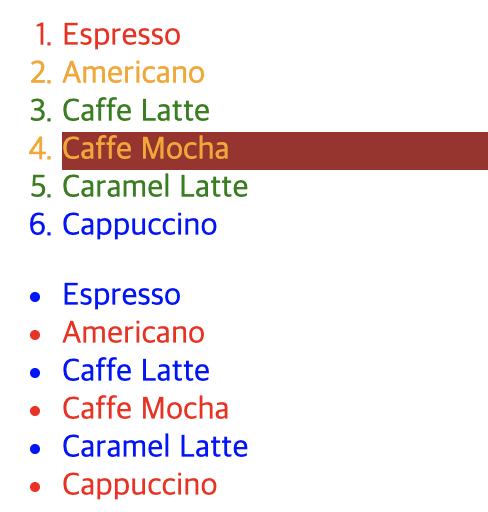 1. Espresso
2. Americano
3. Caffe Latte
4. Caffe Mocha
5. Caramel Latte
6. Cappuccino
• Espresso
• Americano
• Caffe Latte
• Caffe Mocha
• Caramel Latte
• Cappuccino